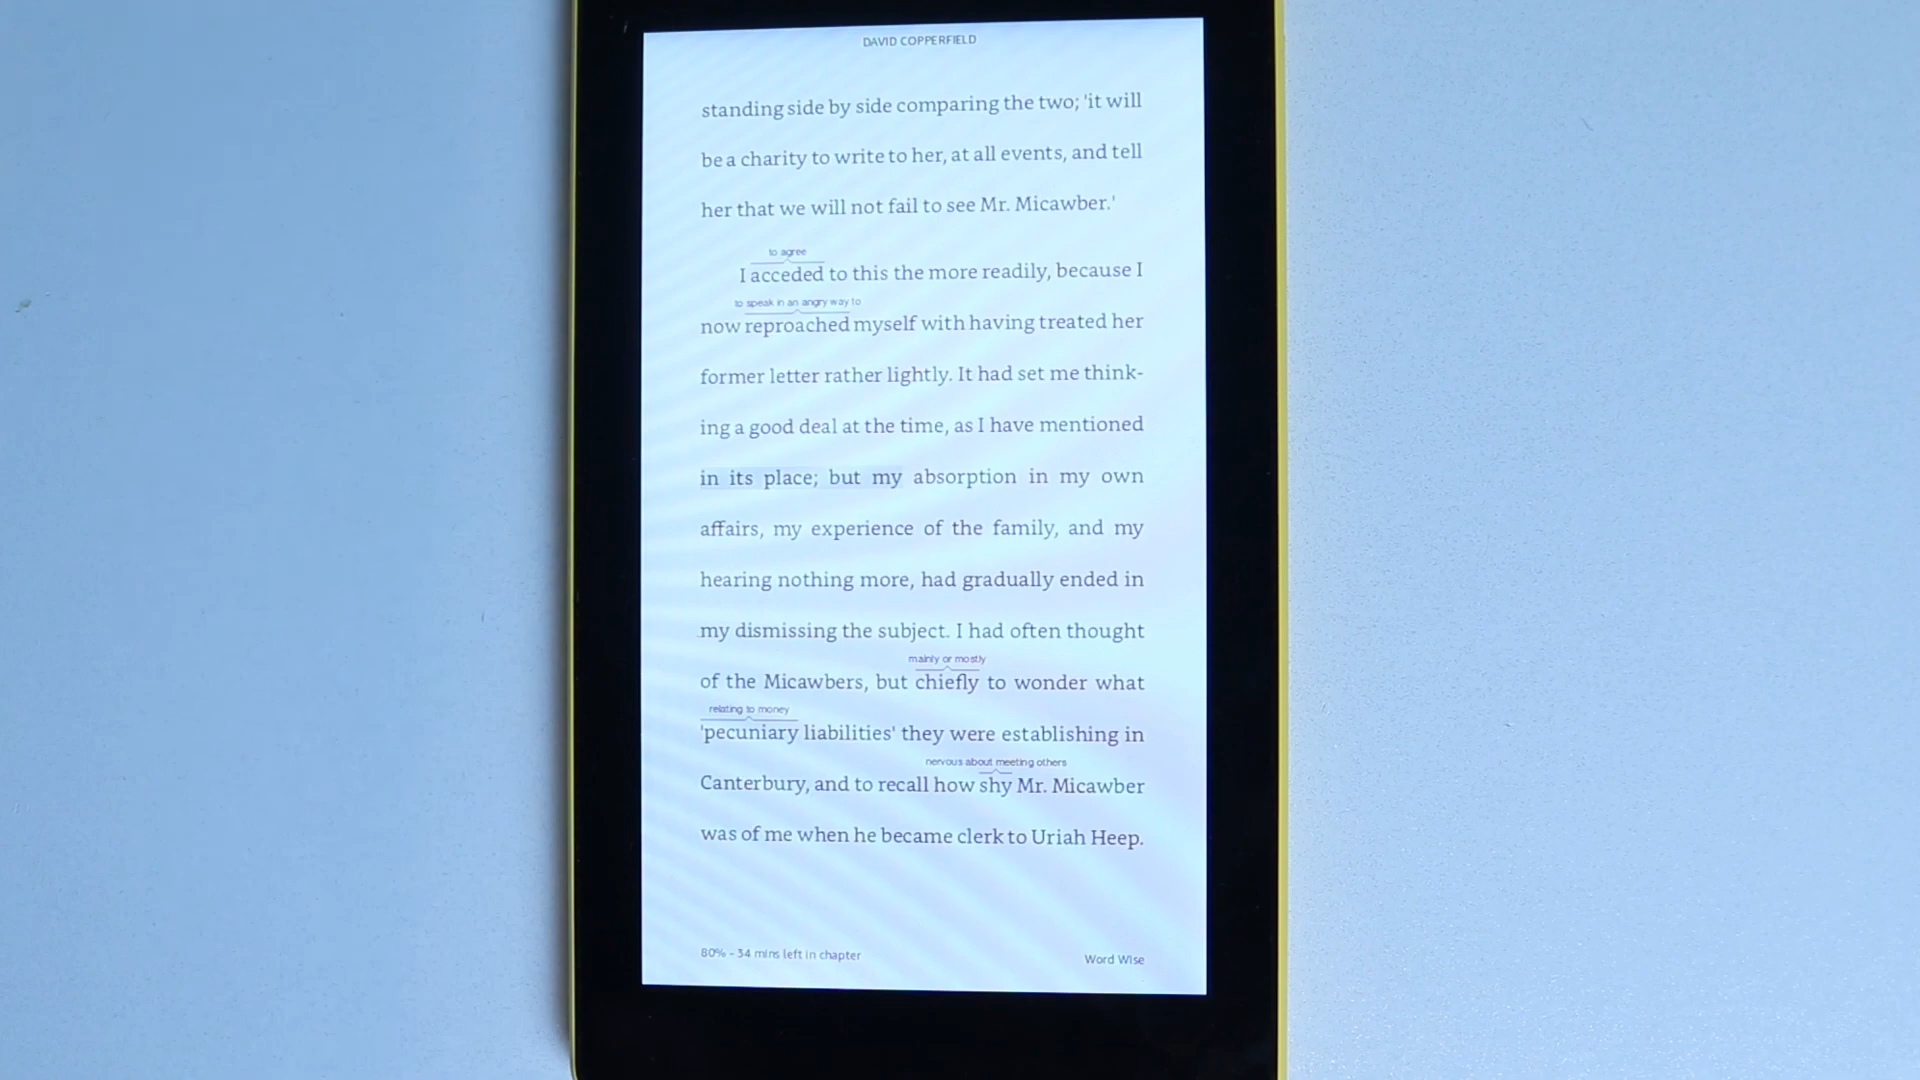 DAVID COPPERFIELD
standing side by side comparing the two; 'it will
be a charity to write to her, at all events, and tell
her that we will not fail to see Mr. Micawber.'
to agree
I acceded to this the more readily, because I
to speak in an angry way to
now reproached myself with having treated her
former letter rather lightly. It had set me think-
ing a good deal at the time, as I have mentioned
in its place; but my absorption in my own
affairs, my experience of the family, and my
hearing nothing more, had gradually ended in
my dismissing the subject. I had often thought
mainly or mostly
of the Micawbers, but chiefly to wonder what
relating to money
'pecuniary liabilities' they were establishing in
nervous about meeting others
Canterbury, and to recall how shy Mr. Micawber
was of me when he became clerk to Uriah Heep.
80% - 34 mins left in chapter
Word Wise